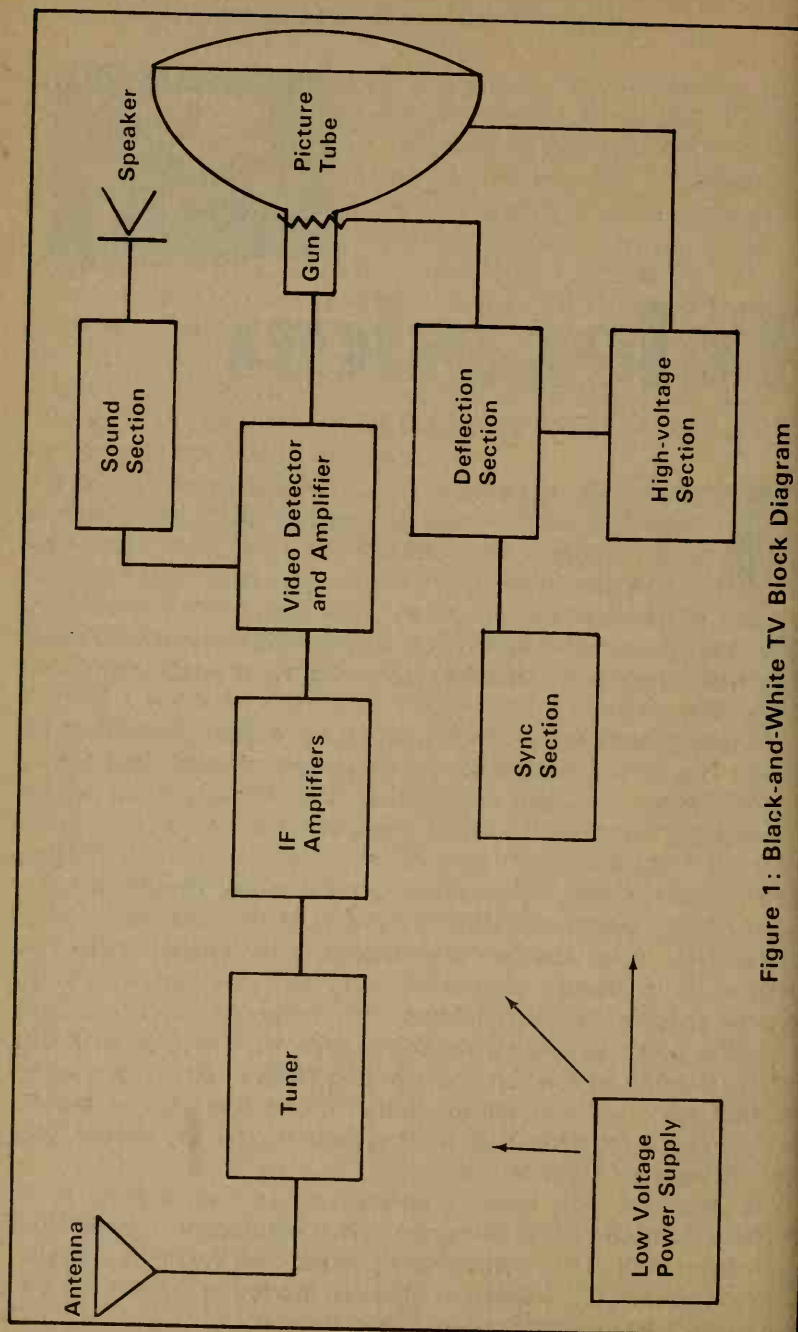 Antenna
Tuner
IF
Amplifiers
Video Detector
and Amplifier
Sound
Section
Speaker
Gun
Picture
Tube
Low Voltage
Power Supply
Sync
Section
Deflection
Section
High-voltage
Section
Figure 1: Black-and-White TV Block Diagram